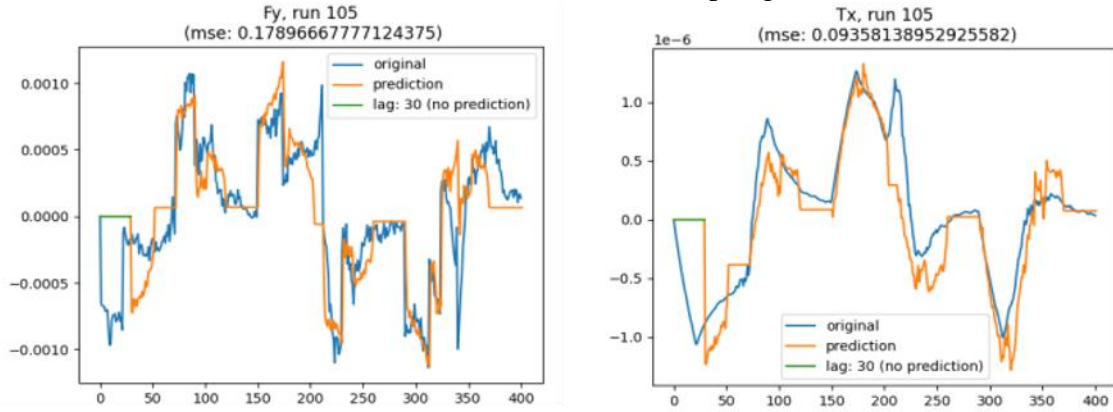 Fy, run 105
(mse: 0.17896667777124375)
original
prediction
lag: 30 (no prediction)
0.0010
0.0005
0.0000
−0.0005
−0.0010
0 50 100 150 200 250 300 350 400
Tx, run 105
(mse: 0.09358138952925582)
1e−6
1.0
0.5
0.0
−0.5
−1.0
original
prediction
lag: 30 (no prediction)
0 50 100 150 200 250 300 350 400